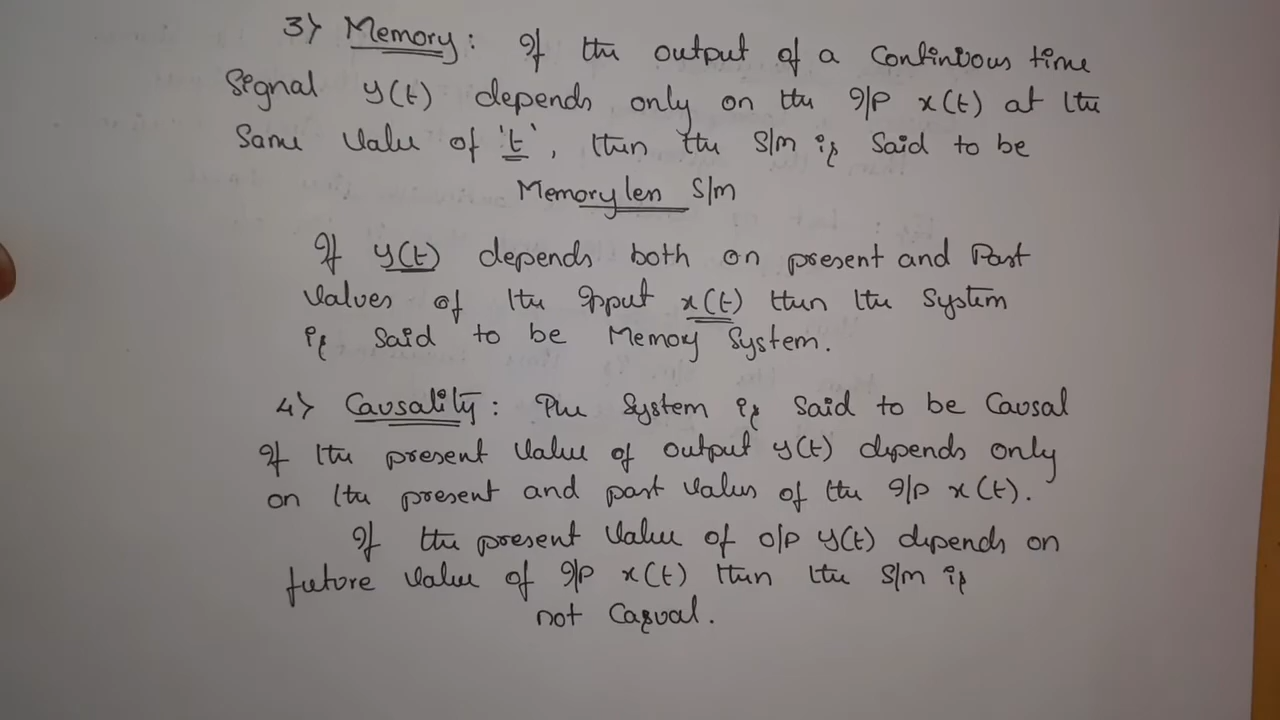 3) Memory: If the output of a Continuous time
Signal y(t) depends only on the I/P x(t) at the
Same Value of 't', then the S/m is Said to be
Memoryless S/m
If y(t) depends both on present and Past
Values of the Input x(t) then the System
is Said to be Memoy System.
4) Causality: The System is Said to be Causal
If the present Value of output y(t) depends only
on the present and past Values of the I/P x(t).
If the present Value of o/p y(t) depends on
future Value of I/P x(t) then the S/m is
not Casual.